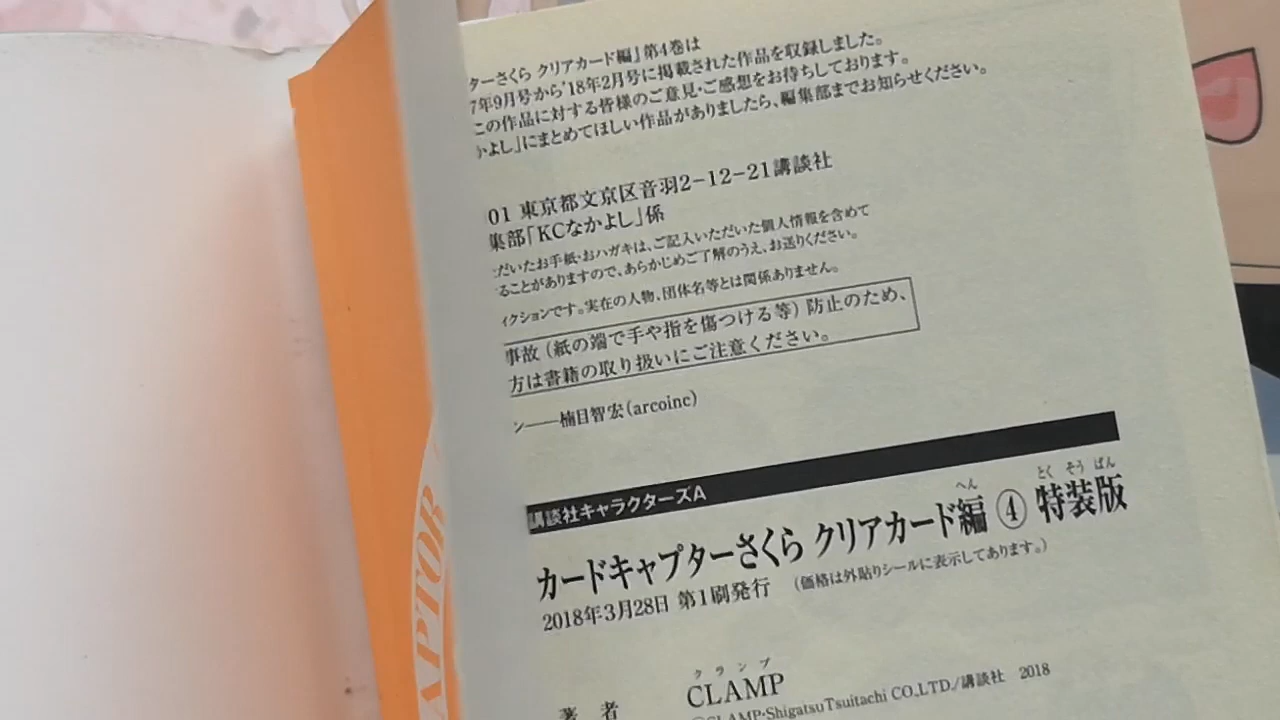 ターさくら クリアカード編』第4巻は
7年9月号から'18年2月号に掲載された作品を収録しました。
この作品に対する皆様のご意見・ご感想をお待ちしております。
かよし」にまとめてほしい作品がありましたら、編集部までお知らせください。
01 東京都文京区音羽2-12-21講談社
集部「KCなかよし」係
だいたお手紙・おハガキは、ご記入いただいた個人情報を含めて
ることがありますので、あらかじめご了解のうえ、お送りください。
ィクションです。実在の人物、団体名等とは関係ありません。
事故(紙の端で手や指を傷つける等)防止のため、
方は書籍の取り扱いにご注意ください。
ン――楠目智宏(arcoinc)
講談社キャラクターズA
へん とくそうばん
カードキャプターさくら クリアカード編 ④ 特装版
2018年3月28日 第1刷発行 (価格は外貼りシールに表示してあります。)
クランプ
著者 CLAMP
©CLAMP・ShigatsuTsuitachi CO.,LTD./講談社 2018
APTOR